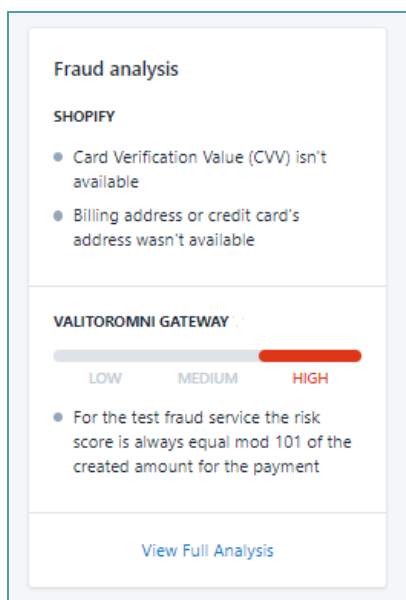 Fraud analysis
SHOPIFY
Card Verification Value (CVV) isn't
available
Billing address or credit card's
address wasn't available
VALITOROMNI GATEWAY
LOW MEDIUM HIGH
For the test fraud service the risk
score is always equal mod 101 of the
created amount for the payment
View Full Analysis